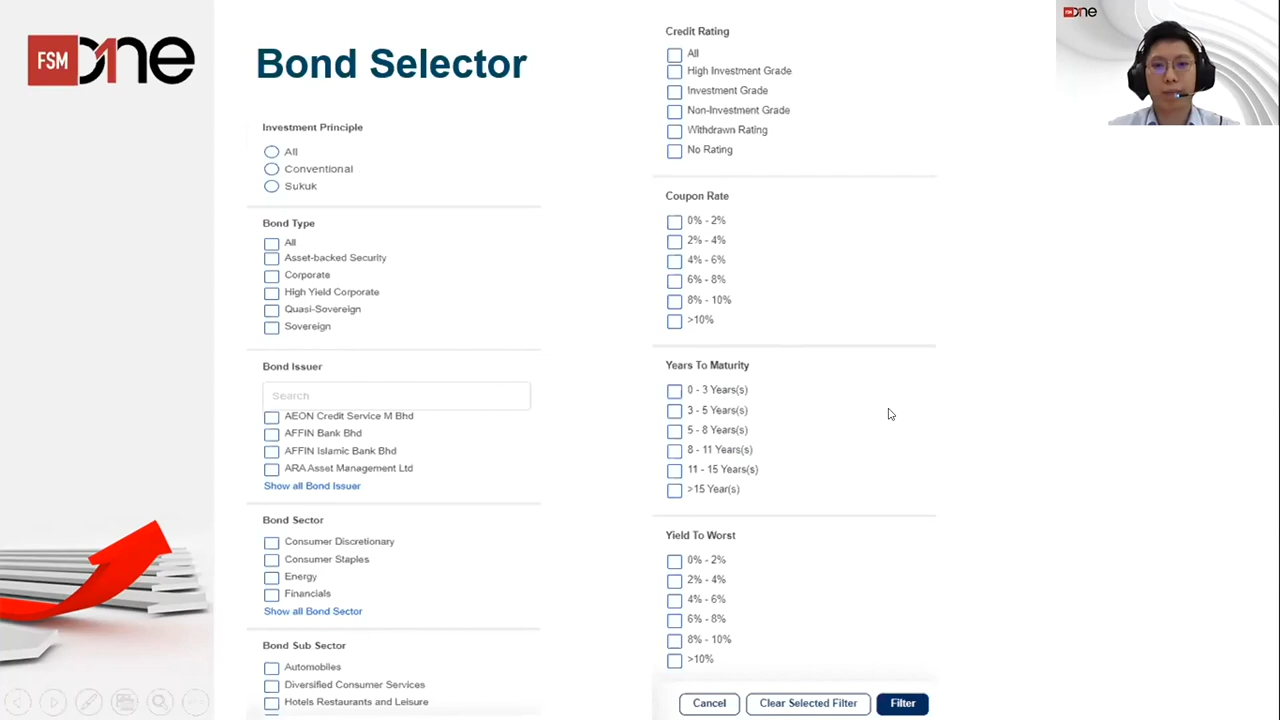 FSM One
Bond Selector
Investment Principle
All
Conventional
Sukuk
Bond Type
All
Asset-backed Security
Corporate
High Yield Corporate
Quasi-Sovereign
Sovereign
Bond Issuer
Search
AEON Credit Service M Bhd
AFFIN Bank Bhd
AFFIN Islamic Bank Bhd
ARA Asset Management Ltd
Show all Bond Issuer
Bond Sector
Consumer Discretionary
Consumer Staples
Energy
Financials
Show all Bond Sector
Bond Sub Sector
Automobiles
Diversified Consumer Services
Hotels Restaurants and Leisure
Credit Rating
All
High Investment Grade
Investment Grade
Non-Investment Grade
Withdrawn Rating
No Rating
Coupon Rate
0% - 2%
2% - 4%
4% - 6%
6% - 8%
8% - 10%
>10%
Years To Maturity
0 - 3 Years(s)
3 - 5 Years(s)
5 - 8 Years(s)
8 - 11 Years(s)
11 - 15 Years(s)
>15 Year(s)
Yield To Worst
0% - 2%
2% - 4%
4% - 6%
6% - 8%
8% - 10%
>10%
Cancel
Clear Selected Filter
Filter
FSM One